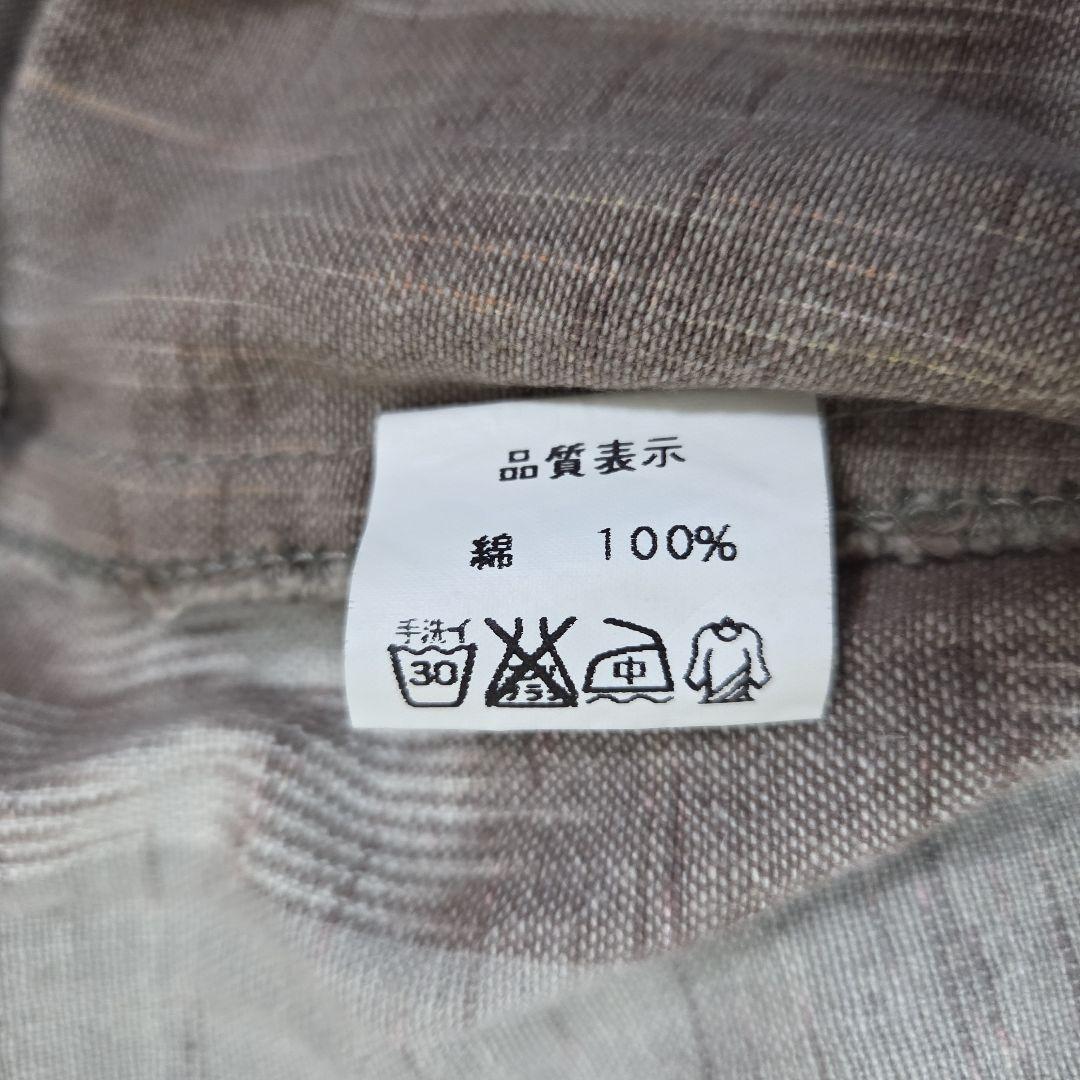 品質表示
綿 100%
手洗イ
30 中